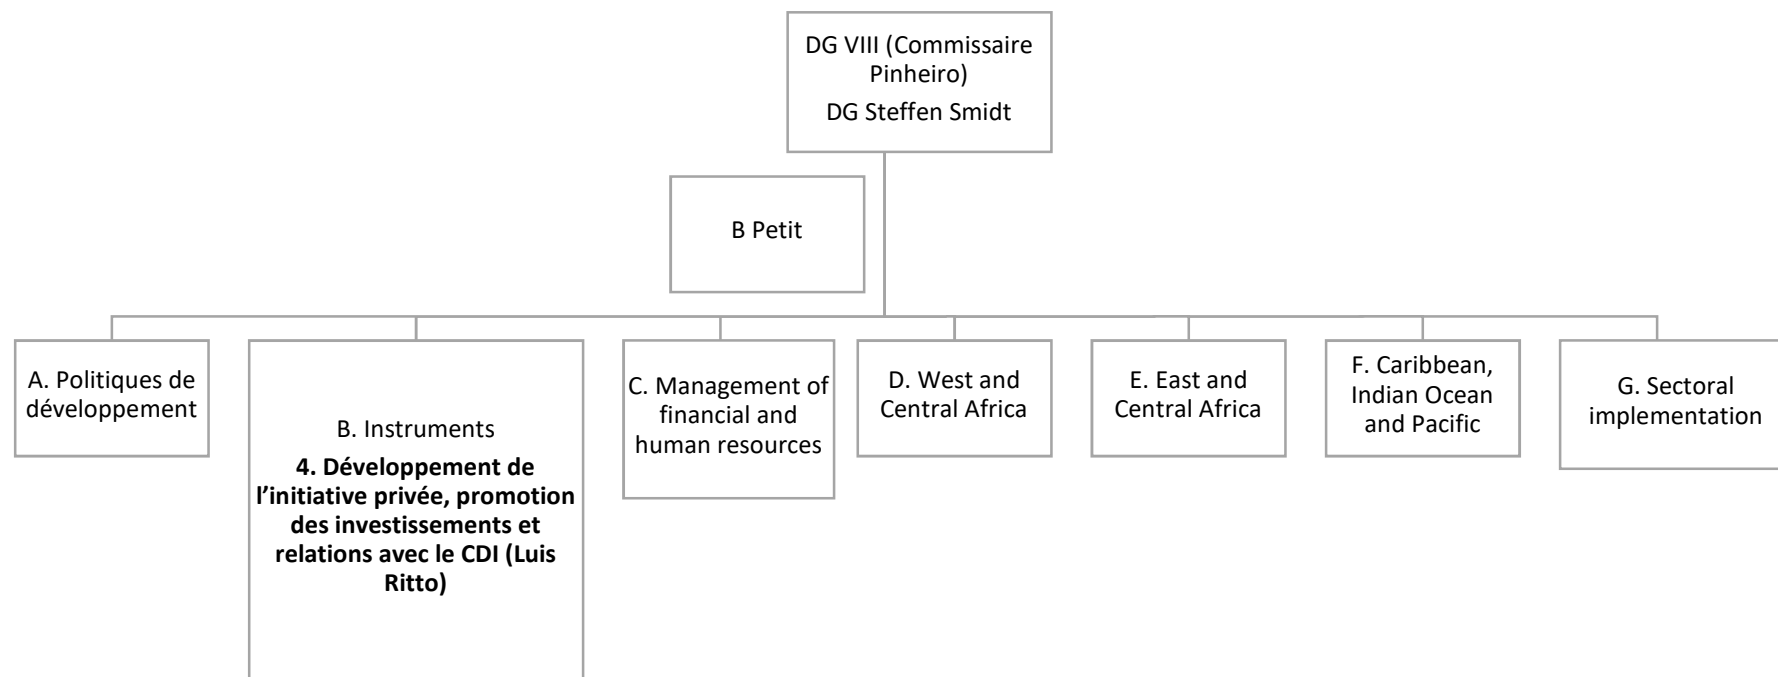 DG VIII (Commissaire
Pinheiro)
DG Steffen Smidt
B Petit
A. Politiques de
développement
B. Instruments
4. Développement de
l’initiative privée, promotion
des investissements et
relations avec le CDI (Luis
Ritto)
C. Management of
financial and
human resources
D. West and
Central Africa
E. East and
Central Africa
F. Caribbean,
Indian Ocean
and Pacific
G. Sectoral
implementation